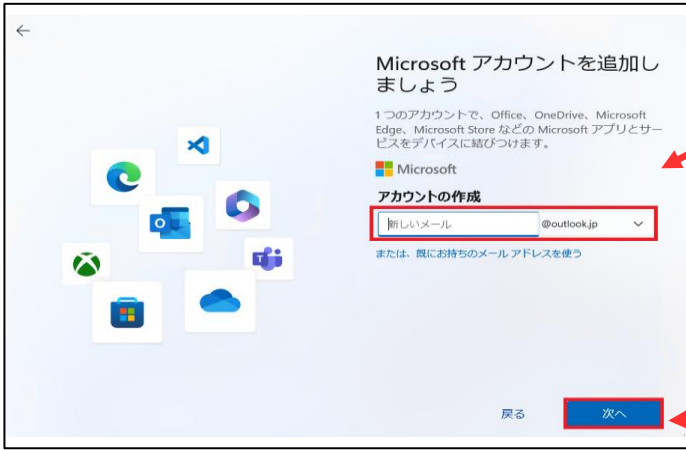 Microsoft アカウントを追加し
ましょう
1 つのアカウントで、Office、OneDrive、Microsoft
Edge、Microsoft Store などの Microsoft アプリとサー
ビスをデバイスに結びつけます。
Microsoft
アカウントの作成
新しいメール @outlook.jp
または、既にお持ちのメール アドレスを使う
戻る 次へ